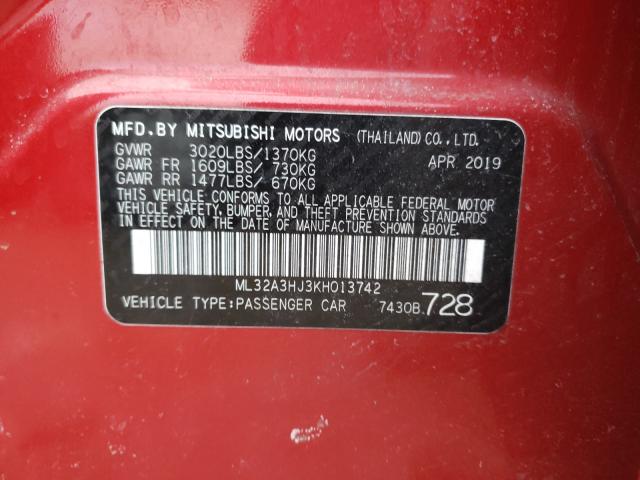 MFD.BY MITSUBISHI MOTORS (THAILAND) CO., LTD.
GVWR 3020LBS/1370KG APR 2019
GAWR FR 1609LBS/ 730KG
GAWR RR 1477LBS/ 670KG
THIS VEHICLE CONFORMS TO ALL APPLICABLE FEDERAL MOTOR
VEHICLE SAFETY, BUMPER, AND THEFT PREVENTION STANDARDS
IN EFFECT ON THE DATE OF MANUFACTURE SHOWN ABOVE.
ML32A3HJ3KH013742
VEHICLE TYPE:PASSENGER CAR 7430B.728